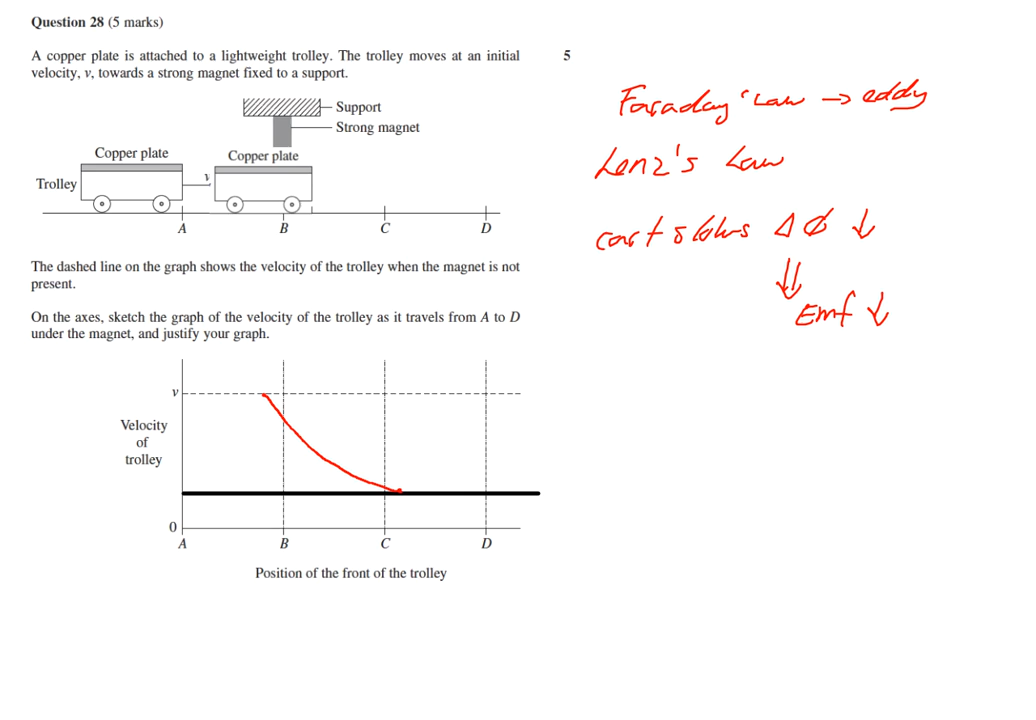 Question 28 (5 marks)
A copper plate is attached to a lightweight trolley. The trolley moves at an initial
velocity, v, towards a strong magnet fixed to a support.
5
Support
Strong magnet
Copper plate
Copper plate
v
Trolley
A B C D
The dashed line on the graph shows the velocity of the trolley when the magnet is not
present.
On the axes, sketch the graph of the velocity of the trolley as it travels from A to D
under the magnet, and justify your graph.
v
Velocity
of
trolley
0
A B C D
Position of the front of the trolley
Faraday 'Law → eddy
Lenz's Law
cart slows Δ Ø ↓
⇓
Emf ↓